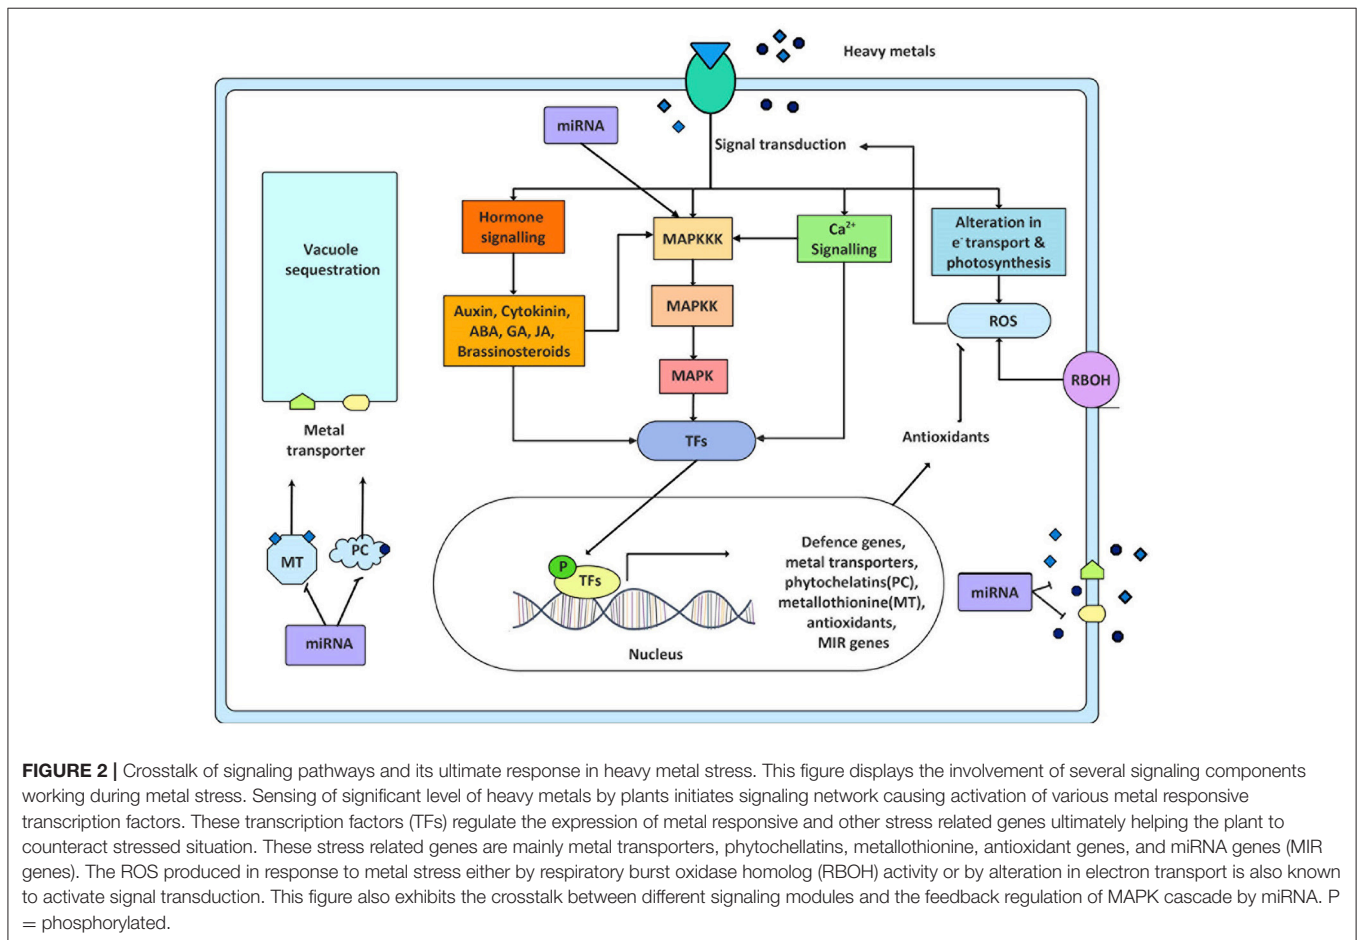 Heavy metals
miRNA
Signal transduction
Hormone
signalling
MAPKKK
Ca²⁺
Signalling
Alteration in
e⁻ transport &
photosynthesis
Vacuole
sequestration
Auxin, Cytokinin,
ABA, GA, JA,
Brassinosteroids
MAPKK
ROS
MAPK
RBOH
Metal
transporter
TFs
Antioxidants
MT
PC
P
TFs
Defence genes,
metal transporters,
phytochelatins(PC),
metallothionine(MT),
antioxidants,
MIR genes
miRNA
miRNA
Nucleus
FIGURE 2 | Crosstalk of signaling pathways and its ultimate response in heavy metal stress. This figure displays the involvement of several signaling components
working during metal stress. Sensing of significant level of heavy metals by plants initiates signaling network causing activation of various metal responsive
transcription factors. These transcription factors (TFs) regulate the expression of metal responsive and other stress related genes ultimately helping the plant to
counteract stressed situation. These stress related genes are mainly metal transporters, phytochellatins, metallothionine, antioxidant genes, and miRNA genes (MIR
genes). The ROS produced in response to metal stress either by respiratory burst oxidase homolog (RBOH) activity or by alteration in electron transport is also known
to activate signal transduction. This figure also exhibits the crosstalk between different signaling modules and the feedback regulation of MAPK cascade by miRNA. P
= phosphorylated.